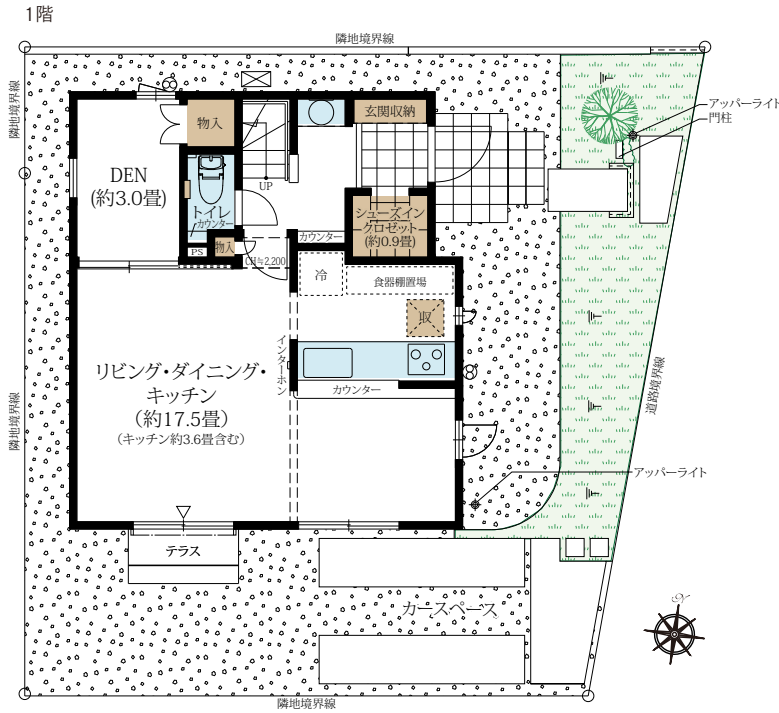 1階
隣地境界線
隣地境界線
アッパーライト
門柱
物入
玄関収納
DEN
(約3.0畳)
UP
トイレ
カウンター
シューズイン
クロゼット
(約0.9畳)
PS
物入
カウンター
CH≒2,200
冷
食器棚置場
収
インターホン
リビング・ダイニング・
キッチン
(約17.5畳)
(キッチン約3.6畳含む)
カウンター
道路境界線
隣地境界線
アッパーライト
テラス
カースペース
N
隣地境界線